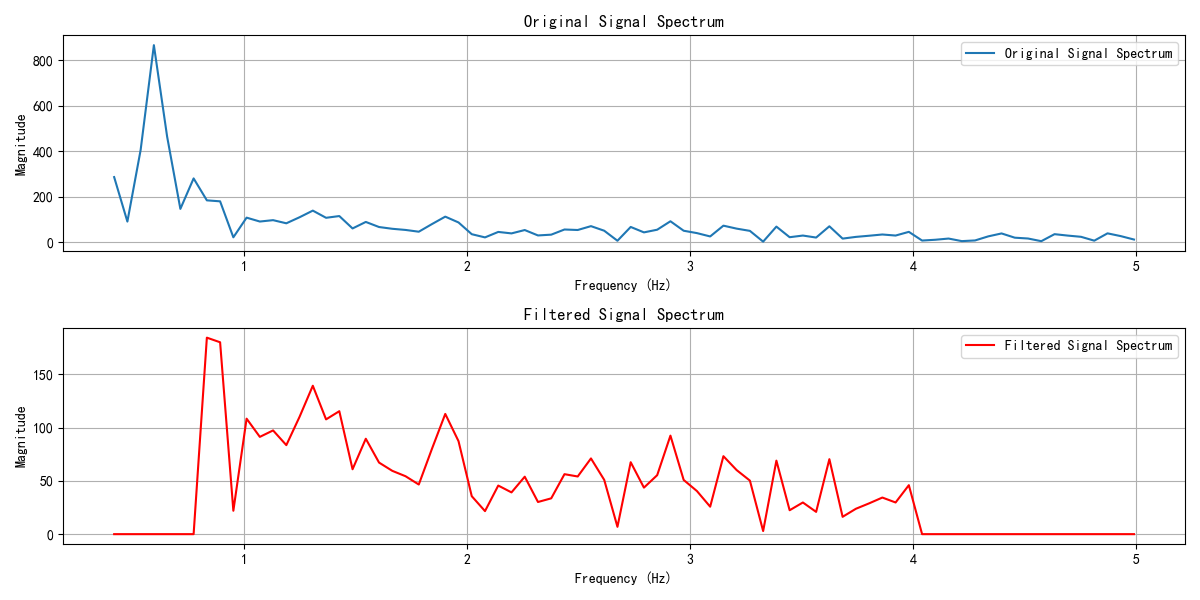 Original Signal Spectrum
Original Signal Spectrum
800
600
400
200
0
Magnitude
1 2 3 4 5
Frequency (Hz)
Filtered Signal Spectrum
Filtered Signal Spectrum
150
100
50
0
Magnitude
1 2 3 4 5
Frequency (Hz)